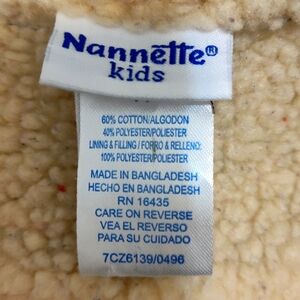 Nannette®
kids
60% COTTON/ALGODON
40% POLYESTER/POLIESTER
LINING & FILLING / FORRO & RELLENO:
100% POLYESTER/POLIESTER
MADE IN BANGLADESH
HECHO EN BANGLADESH
RN 16435
CARE ON REVERSE
VEA EL REVERSO
PARA SU CUIDADO
7CZ6139/0496